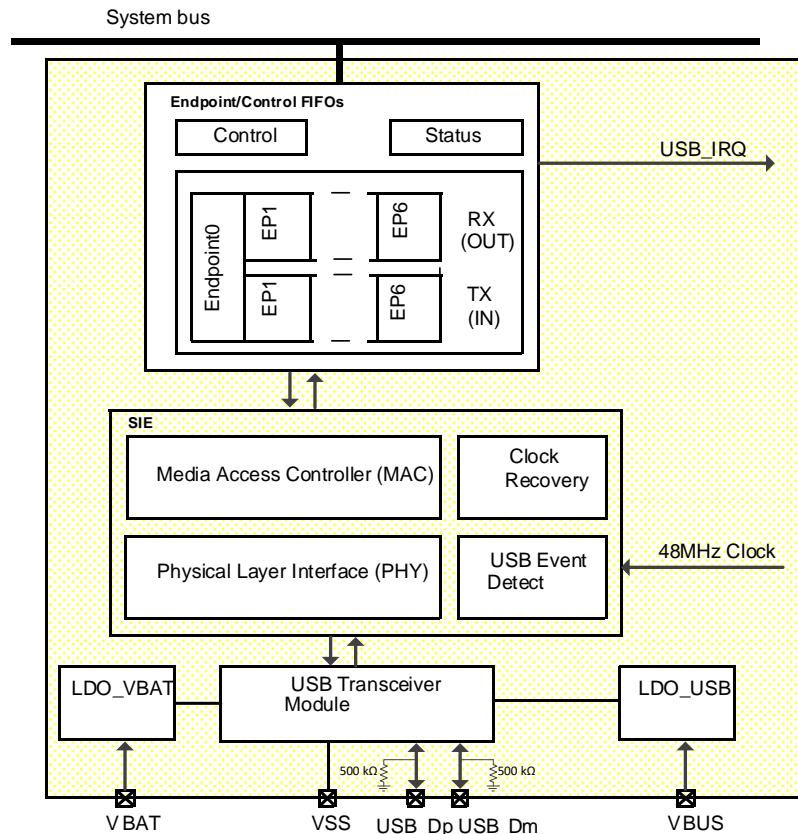 System bus
Endpoint/Control FIFOs
Control
Status
USB_IRQ
Endpoint0
EP1
EP6
RX
(OUT)
EP1
EP6
TX
(IN)
SIE
Media Access Controller (MAC)
Clock
Recovery
48MHz Clock
Physical Layer Interface (PHY)
USB Event
Detect
LDO_VBAT
USB Transceiver
Module
LDO_USB
500 kΩ
500 kΩ
VBAT
VSS
USB_Dp
USB_Dm
VBUS